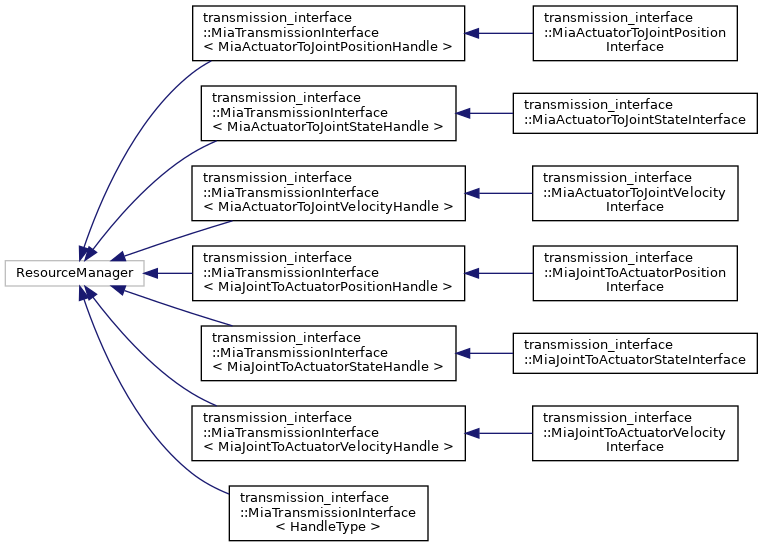 transmission_interface
::MiaTransmissionInterface
< MiaActuatorToJointPositionHandle >
transmission_interface
::MiaActuatorToJointPosition
Interface
transmission_interface
::MiaTransmissionInterface
< MiaActuatorToJointStateHandle >
transmission_interface
::MiaActuatorToJointStateInterface
transmission_interface
::MiaTransmissionInterface
< MiaActuatorToJointVelocityHandle >
transmission_interface
::MiaActuatorToJointVelocity
Interface
ResourceManager
transmission_interface
::MiaTransmissionInterface
< MiaJointToActuatorPositionHandle >
transmission_interface
::MiaJointToActuatorPosition
Interface
transmission_interface
::MiaTransmissionInterface
< MiaJointToActuatorStateHandle >
transmission_interface
::MiaJointToActuatorStateInterface
transmission_interface
::MiaTransmissionInterface
< MiaJointToActuatorVelocityHandle >
transmission_interface
::MiaJointToActuatorVelocity
Interface
transmission_interface
::MiaTransmissionInterface
< HandleType >